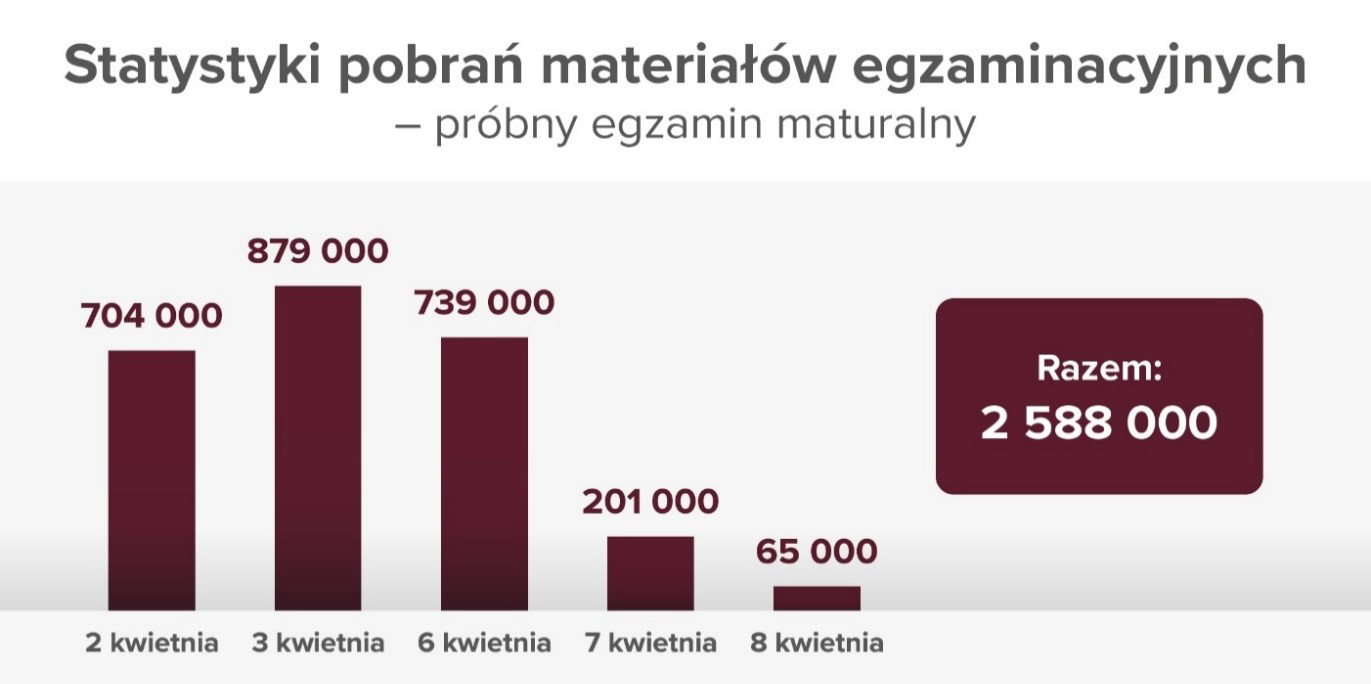 Statystyki pobrań materiałów egzaminacyjnych
– próbny egzamin maturalny
704 000
879 000
739 000
201 000
65 000
2 kwietnia
3 kwietnia
6 kwietnia
7 kwietnia
8 kwietnia
Razem:
2 588 000